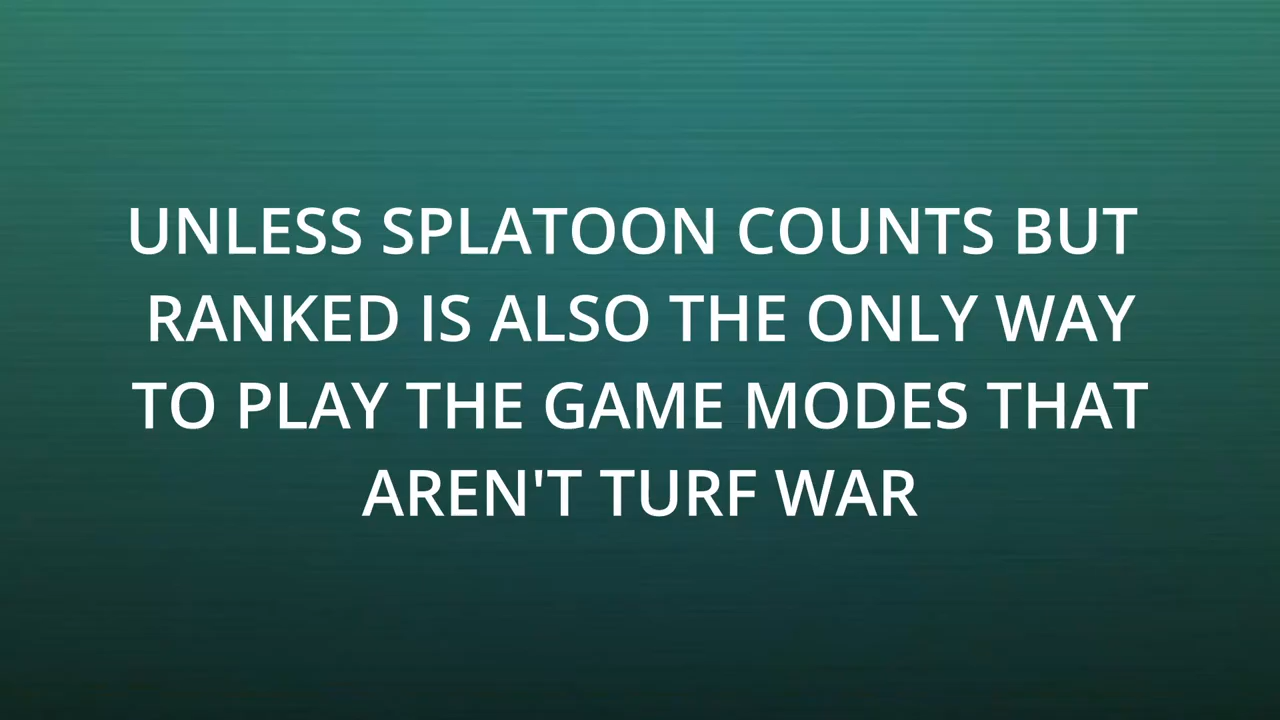 UNLESS SPLATOON COUNTS BUT
RANKED IS ALSO THE ONLY WAY
TO PLAY THE GAME MODES THAT
AREN'T TURF WAR